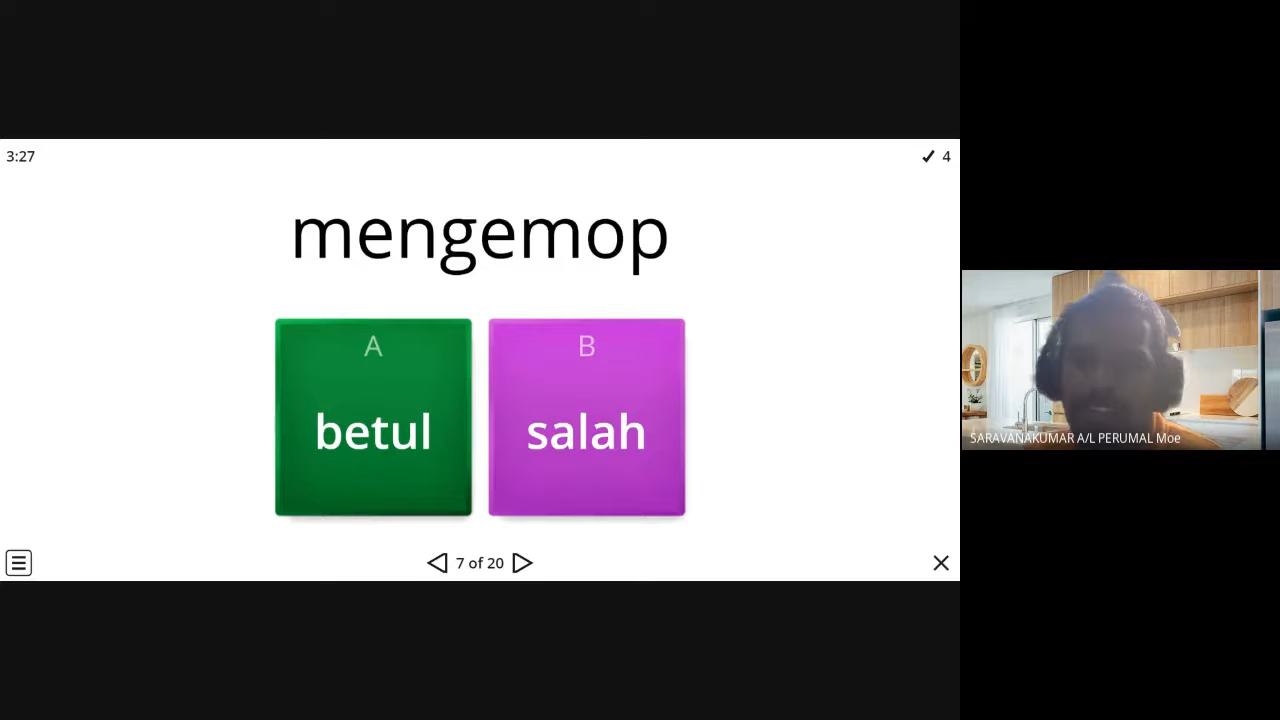 3:27
✓ 4
mengemop
A
betul
B
salah
7 of 20
SARAVANAKUMAR A/L PERUMAL Moe